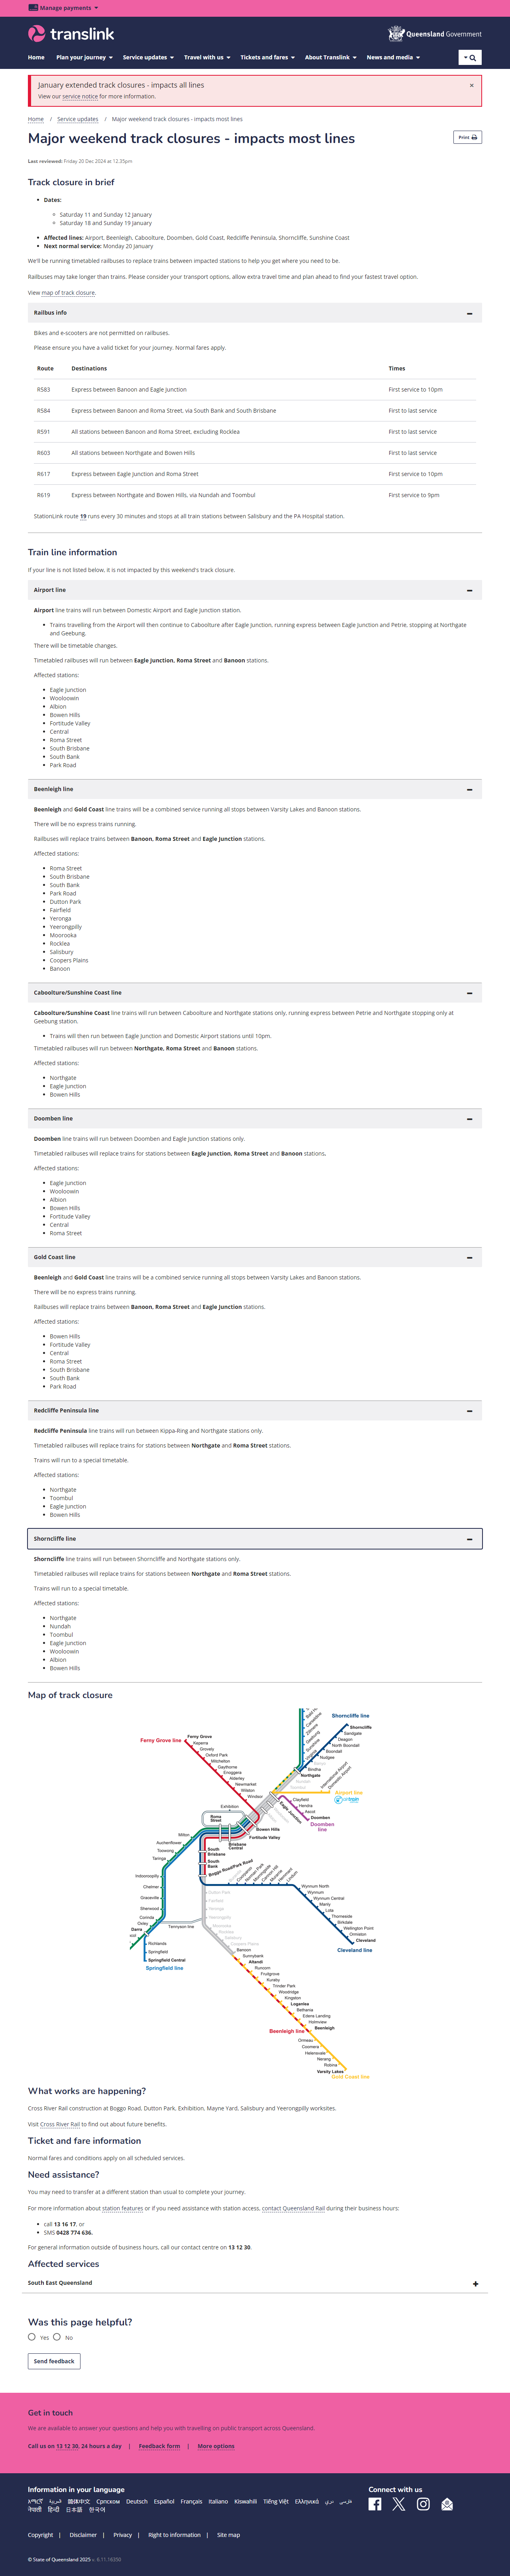 Manage payments
translink
Queensland Government
Home Plan your journey Service updates Travel with us Tickets and fares About Translink News and media
January extended track closures - impacts all lines
View our service notice for more information.
Home / Service updates / Major weekend track closures - impacts most lines
Major weekend track closures - impacts most lines
Print
Last reviewed: Friday 20 Dec 2024 at 12.35pm
Track closure in brief
Dates:
Saturday 11 and Sunday 12 January
Saturday 18 and Sunday 19 January
Affected lines: Airport, Beenleigh, Caboolture, Doomben, Gold Coast, Redcliffe Peninsula, Shorncliffe, Sunshine Coast
Next normal service: Monday 20 January
We'll be running timetabled railbuses to replace trains between impacted stations to help you get where you need to be.
Railbuses may take longer than trains. Please consider your transport options, allow extra travel time and plan ahead to find your fastest travel option.
View map of track closure.
Railbus info
Bikes and e-scooters are not permitted on railbuses.
Please ensure you have a valid ticket for your journey. Normal fares apply.
Route Destinations Times
R583 Express between Banoon and Eagle Junction First service to 10pm
R584 Express between Banoon and Roma Street, via South Bank and South Brisbane First to last service
R591 All stations between Banoon and Roma Street, excluding Rocklea First to last service
R603 All stations between Northgate and Bowen Hills First to last service
R617 Express between Eagle Junction and Roma Street First service to 10pm
R619 Express between Northgate and Bowen Hills, via Nundah and Toombul First service to 9pm
StationLink route 19 runs every 30 minutes and stops at all train stations between Salisbury and the PA Hospital station.
Train line information
If your line is not listed below, it is not impacted by this weekend's track closure.
Airport line
Airport line trains will run between Domestic Airport and Eagle Junction station.
Trains travelling from the Airport will then continue to Caboolture after Eagle Junction, running express between Eagle Junction and Petrie, stopping at Northgate
and Geebung.
There will be timetable changes.
Timetabled railbuses will run between Eagle Junction, Roma Street and Banoon stations.
Affected stations:
Eagle Junction
Wooloowin
Albion
Bowen Hills
Fortitude Valley
Central
Roma Street
South Brisbane
South Bank
Park Road
Beenleigh line
Beenleigh and Gold Coast line trains will be a combined service running all stops between Varsity Lakes and Banoon stations.
There will be no express trains running.
Railbuses will replace trains between Banoon, Roma Street and Eagle Junction stations.
Affected stations:
Roma Street
South Brisbane
South Bank
Park Road
Dutton Park
Fairfield
Yeronga
Yeerongpilly
Moorooka
Rocklea
Salisbury
Coopers Plains
Banoon
Caboolture/Sunshine Coast line
Caboolture/Sunshine Coast line trains will run between Caboolture and Northgate stations only, running express between Petrie and Northgate stopping only at
Geebung station.
Trains will then run between Eagle Junction and Domestic Airport stations until 10pm.
Timetabled railbuses will run between Northgate, Roma Street and Banoon stations.
Affected stations:
Northgate
Eagle Junction
Bowen Hills
Doomben line
Doomben line trains will run between Doomben and Eagle Junction stations only.
Timetabled railbuses will replace trains for stations between Eagle Junction, Roma Street and Banoon stations.
Affected stations:
Eagle Junction
Wooloowin
Albion
Bowen Hills
Fortitude Valley
Central
Roma Street
Gold Coast line
Beenleigh and Gold Coast line trains will be a combined service running all stops between Varsity Lakes and Banoon stations.
There will be no express trains running.
Railbuses will replace trains between Banoon, Roma Street and Eagle Junction stations.
Affected stations:
Bowen Hills
Fortitude Valley
Central
Roma Street
South Brisbane
South Bank
Park Road
Redcliffe Peninsula line
Redcliffe Peninsula line trains will run between Kippa-Ring and Northgate stations only.
Timetabled railbuses will replace trains for stations between Northgate and Roma Street stations.
Trains will run to a special timetable.
Affected stations:
Northgate
Toombul
Eagle Junction
Bowen Hills
Shorncliffe line
Shorncliffe line trains will run between Shorncliffe and Northgate stations only.
Timetabled railbuses will replace trains for stations between Northgate and Roma Street stations.
Trains will run to a special timetable.
Affected stations:
Northgate
Nundah
Toombul
Eagle Junction
Wooloowin
Albion
Bowen Hills
Map of track closure
Shorncliffe line
Shorncliffe
Sandgate
Deagon
North Boondall
Boondall
Nudgee
Bindha
Northgate
International Airport
Domestic Airport
Airport line
airtrain
Ferny Grove line
Ferny Grove
Keperra
Grovely
Oxford Park
Mitchelton
Gaythorne
Enoggera
Alderley
Newmarket
Wilston
Windsor
Eagle Junction
Clayfield
Hendra
Ascot
Doomben
Doomben
line
Exhibition
Roma
Street
Bowen Hills
Fortitude Valley
Brisbane
Central
Milton
Auchenflower
Toowong
Taringa
South
Brisbane
South
Bank
Boggo Road/Park Road
Indooroopilly
Chelmer
Graceville
Sherwood
Corinda
Oxley
Darra
Tennyson line
Richlands
Springfield
Springfield Central
Springfield line
Wynnum North
Wynnum
Wynnum Central
Manly
Lota
Thorneside
Birkdale
Wellington Point
Ormiston
Cleveland
Cleveland line
Banoon
Sunnybank
Altandi
Runcorn
Fruitgrove
Kuraby
Trinder Park
Woodridge
Kingston
Loganlea
Bethania
Edens Landing
Holmview
Beenleigh
Beenleigh line
Ormeau
Coomera
Helensvale
Nerang
Robina
Varsity Lakes
Gold Coast line
What works are happening?
Cross River Rail construction at Boggo Road, Dutton Park, Exhibition, Mayne Yard, Salisbury and Yeerongpilly worksites.
Visit Cross River Rail to find out about future benefits.
Ticket and fare information
Normal fares and conditions apply on all scheduled services.
Need assistance?
You may need to transfer at a different station than usual to complete your journey.
For more information about station features or if you need assistance with station access, contact Queensland Rail during their business hours:
call 13 16 17, or
SMS 0428 774 636.
For general information outside of business hours, call our contact centre on 13 12 30.
Affected services
South East Queensland
Was this page helpful?
Yes No
Send feedback
Get in touch
We are available to answer your questions and help you with travelling on public transport across Queensland.
Call us on 13 12 30, 24 hours a day | Feedback form | More options
Information in your language
Connect with us
አማርኛ العربية 简体中文 Српском Deutsch Español Français Italiano Kiswahili Tiếng Việt Ελληνικά
नेपाली हिन्दी 日本語 한국어
Copyright | Disclaimer | Privacy | Right to information | Site map
© State of Queensland 2025